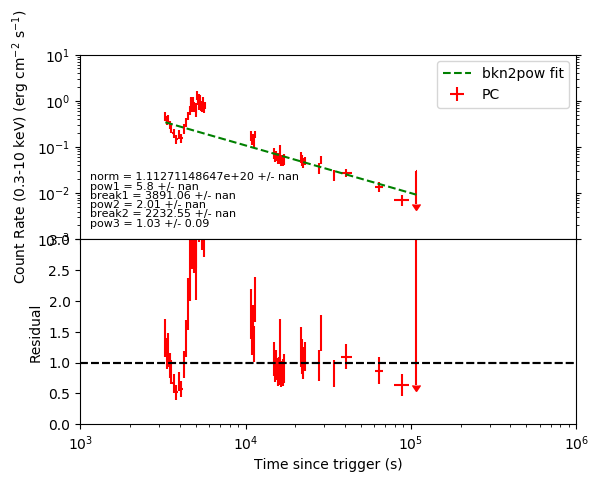 Count Rate (0.3-10 keV) (erg cm⁻² s⁻¹)
10¹
10⁰
10⁻¹
10⁻²
10⁻³
bkn2pow fit
PC
norm = 1.11271148647e+20 +/- nan
pow1 = 5.8 +/- nan
break1 = 3891.06 +/- nan
pow2 = 2.01 +/- nan
break2 = 2232.55 +/- nan
pow3 = 1.03 +/- 0.09
Residual
3.0
2.5
2.0
1.5
1.0
0.5
0.0
10³
10⁴
10⁵
10⁶
Time since trigger (s)